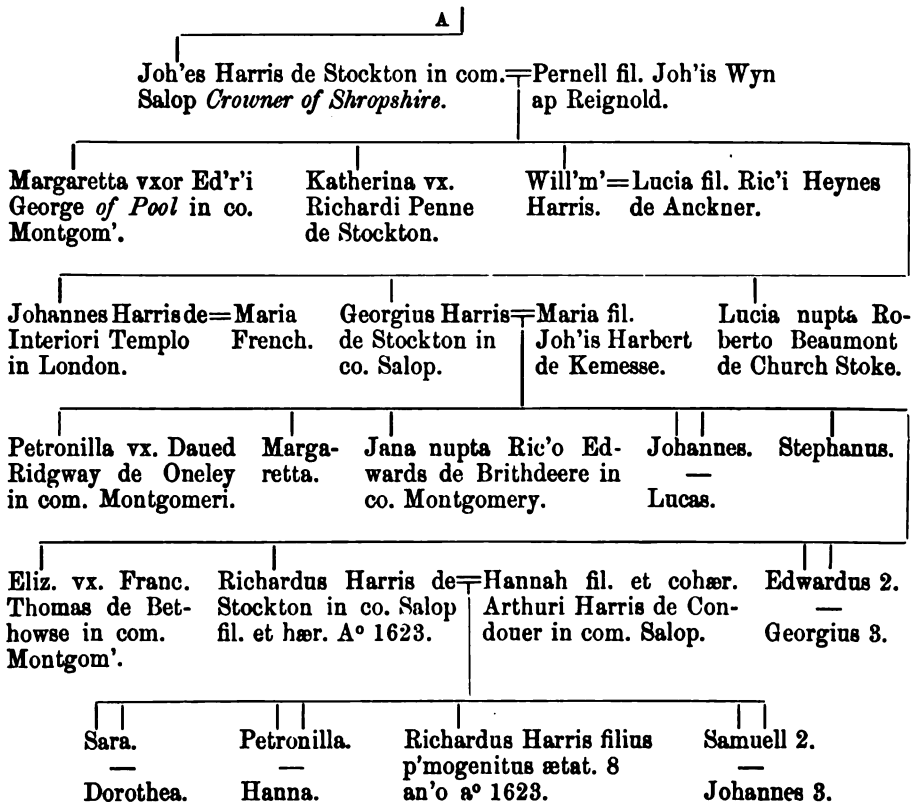 A
Joh'es Harris de Stockton in com.=Pernell fil. Joh'is Wyn
Salop Crowner of Shropshire. ap Reignold.
Margaretta vxor Ed'r'i
George of Pool in co.
Montgom'.
Katherina vx.
Richardi Penne
de Stockton.
Will'm'=Lucia fil. Ric'i Heynes
Harris. de Anckner.
Johannes Harris de=Maria
Interiori Templo French.
in London.
Georgius Harris=Maria fil.
de Stockton in Joh'is Harbert
co. Salop. de Kemesse.
Lucia nupta Ro-
berto Beaumont
de Church Stoke.
Petronilla vx. Daued
Ridgway de Oneley
in com. Montgomeri.
Marga-
retta.
Jana nupta Ric'o Ed-
wards de Brithdeere in
co. Montgomery.
Johannes.
—
Lucas.
Stephanus.
Eliz. vx. Franc.
Thomas de Bet-
howse in com.
Montgom'.
Richardus Harris de=Hannah fil. et cohær.
Stockton in co. Salop Arthuri Harris de Con-
fil. et hær. Aº 1623. douer in com. Salop.
Edwardus 2.
—
Georgius 3.
Sara.
—
Dorothea.
Petronilla.
—
Hanna.
Richardus Harris filius
p'mogenitus ætat. 8
an'o aº 1623.
Samuell 2.
—
Johannes 3.